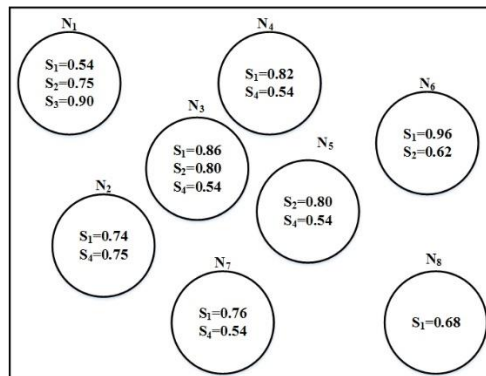 N1
S1=0.54
S2=0.75
S3=0.90
N4
S1=0.82
S4=0.54
N6
S1=0.96
S2=0.62
N3
S1=0.86
S2=0.80
S4=0.54
N5
S2=0.80
S4=0.54
N2
S1=0.74
S4=0.75
N7
S1=0.76
S4=0.54
N8
S1=0.68